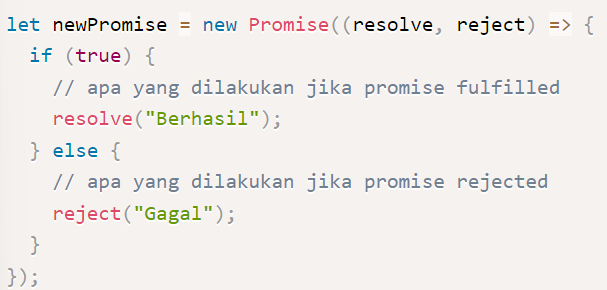 let newPromise = new Promise((resolve, reject) => {
  if (true) {
    // apa yang dilakukan jika promise fulfilled
    resolve("Berhasil");
  } else {
    // apa yang dilakukan jika promise rejected
    reject("Gagal");
  }
});